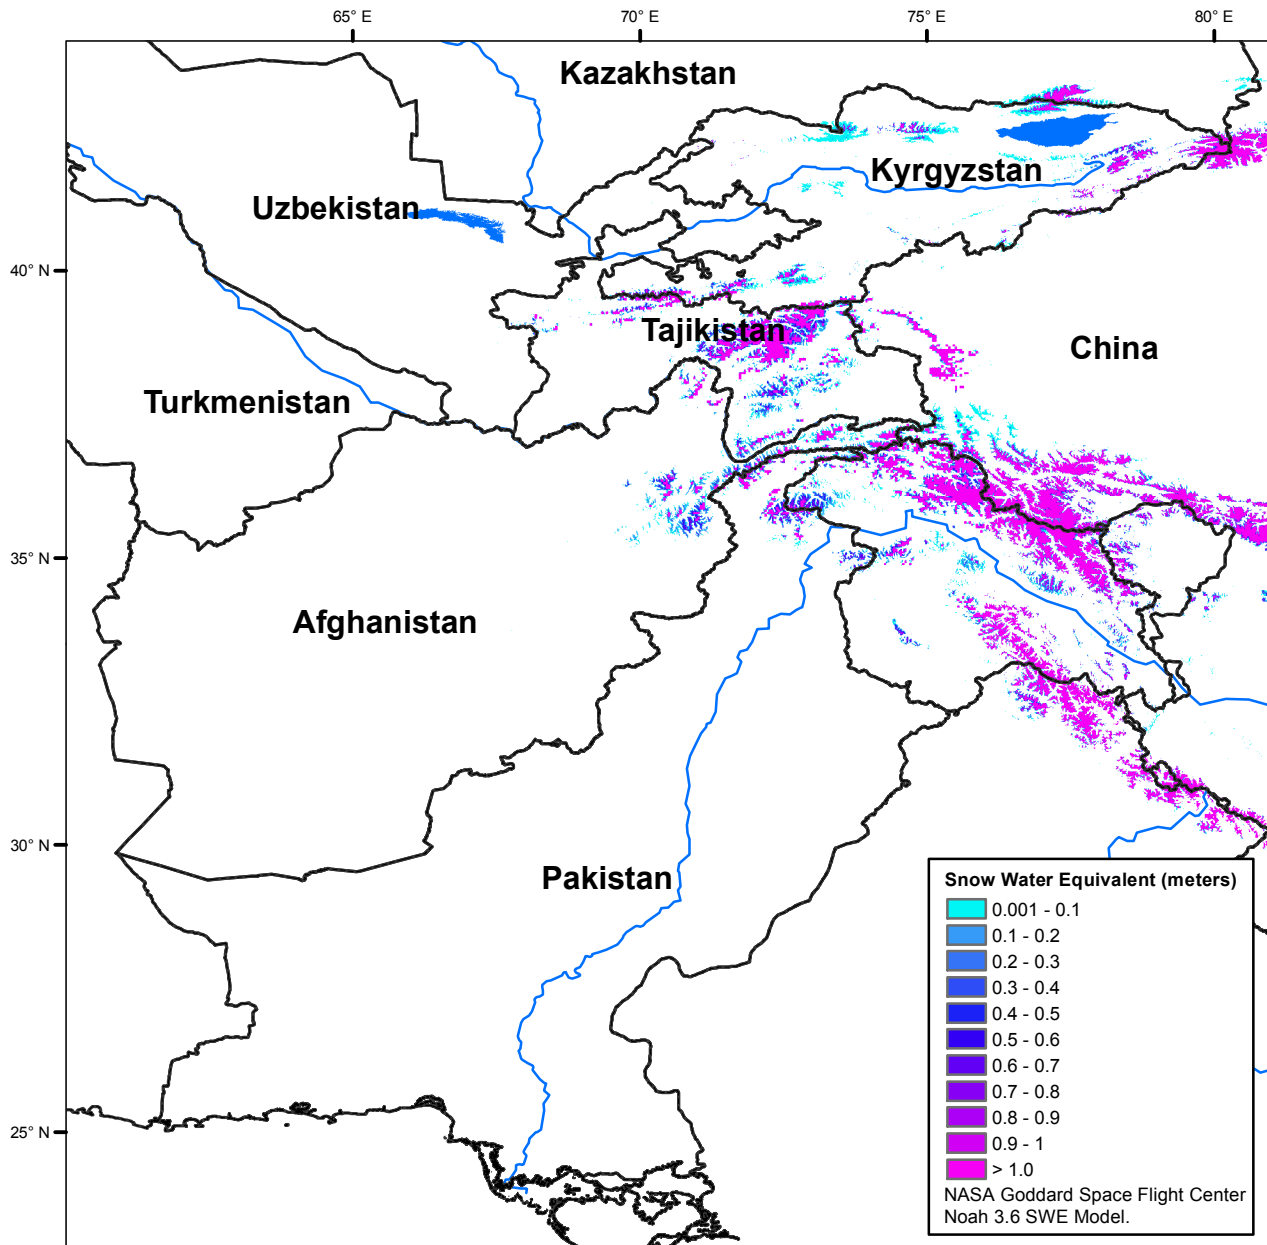 65° E
70° E
75° E
80° E
Kazakhstan
Kyrgyzstan
Uzbekistan
40° N
Tajikistan
China
Turkmenistan
35° N
Afghanistan
30° N
Pakistan
25° N
Snow Water Equivalent (meters)
0.001 - 0.1
0.1 - 0.2
0.2 - 0.3
0.3 - 0.4
0.4 - 0.5
0.5 - 0.6
0.6 - 0.7
0.7 - 0.8
0.8 - 0.9
0.9 - 1
> 1.0
NASA Goddard Space Flight Center
Noah 3.6 SWE Model.